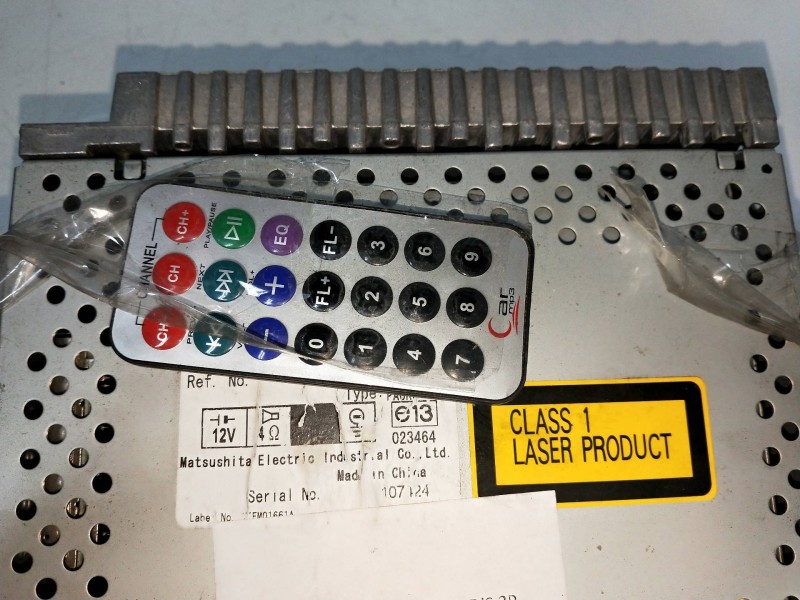 CHANNEL
CH+ PLAY/PAUSE EQ FL- 3 6 9
CH NEXT + FL+ 2 5 8
CH - 0 1 4 7
Car
mp3
Ref. No.
Type:
12V 4Ω e13
023464
Matsushita Electric Industrial Co., Ltd.
Made in China
Serial No.
Label No.
CLASS 1
LASER PRODUCT